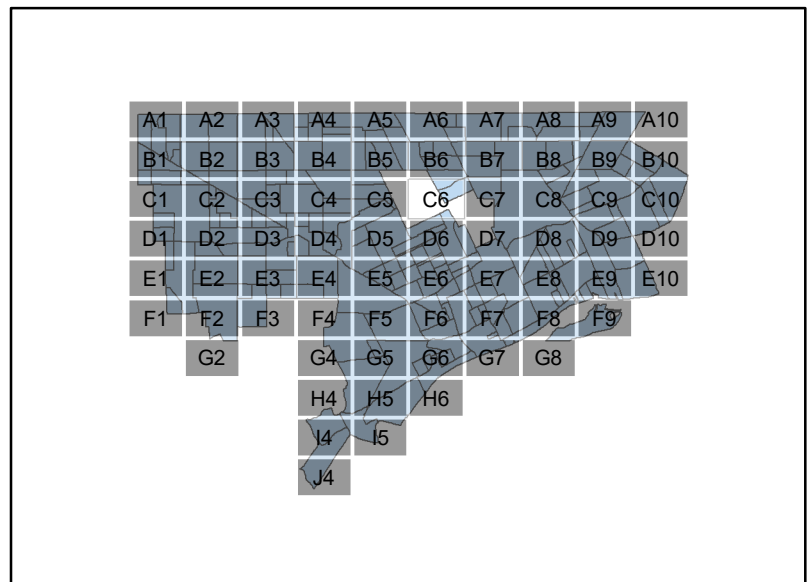 A1 A2 A3 A4 A5 A6 A7 A8 A9 A10
B1 B2 B3 B4 B5 B6 B7 B8 B9 B10
C1 C2 C3 C4 C5 C6 C7 C8 C9 C10
D1 D2 D3 D4 D5 D6 D7 D8 D9 D10
E1 E2 E3 E4 E5 E6 E7 E8 E9 E10
F1 F2 F3 F4 F5 F6 F7 F8 F9
G2 G4 G5 G6 G7 G8
H4 H5 H6
I4 I5
J4